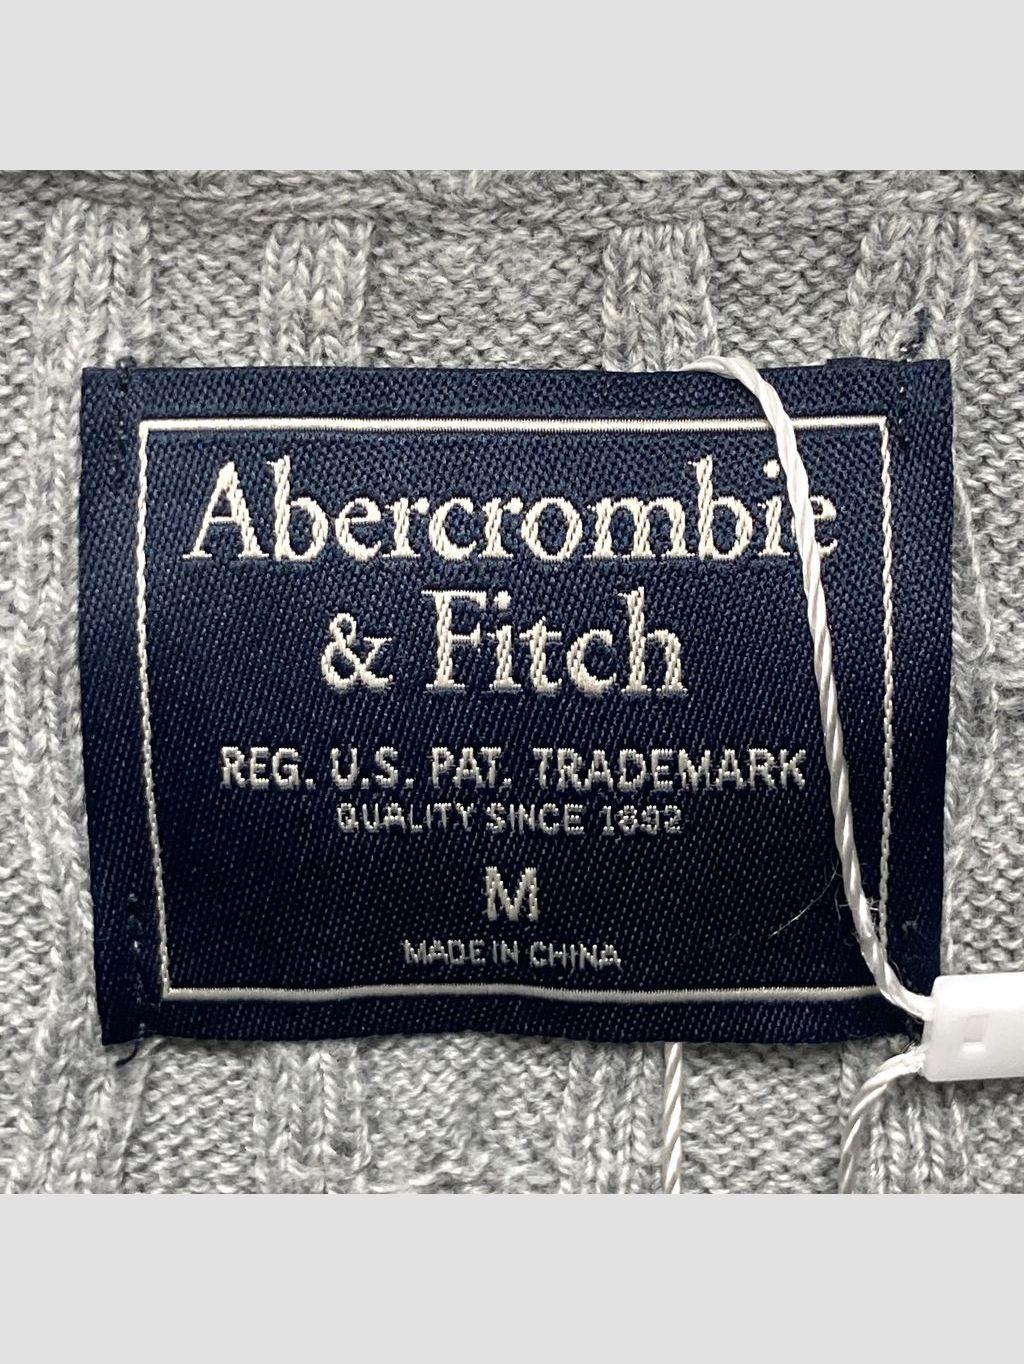 Abercrombie
& Fitch
REG. U.S. PAT. TRADEMARK
QUALITY SINCE 1892
M
MADE IN CHINA